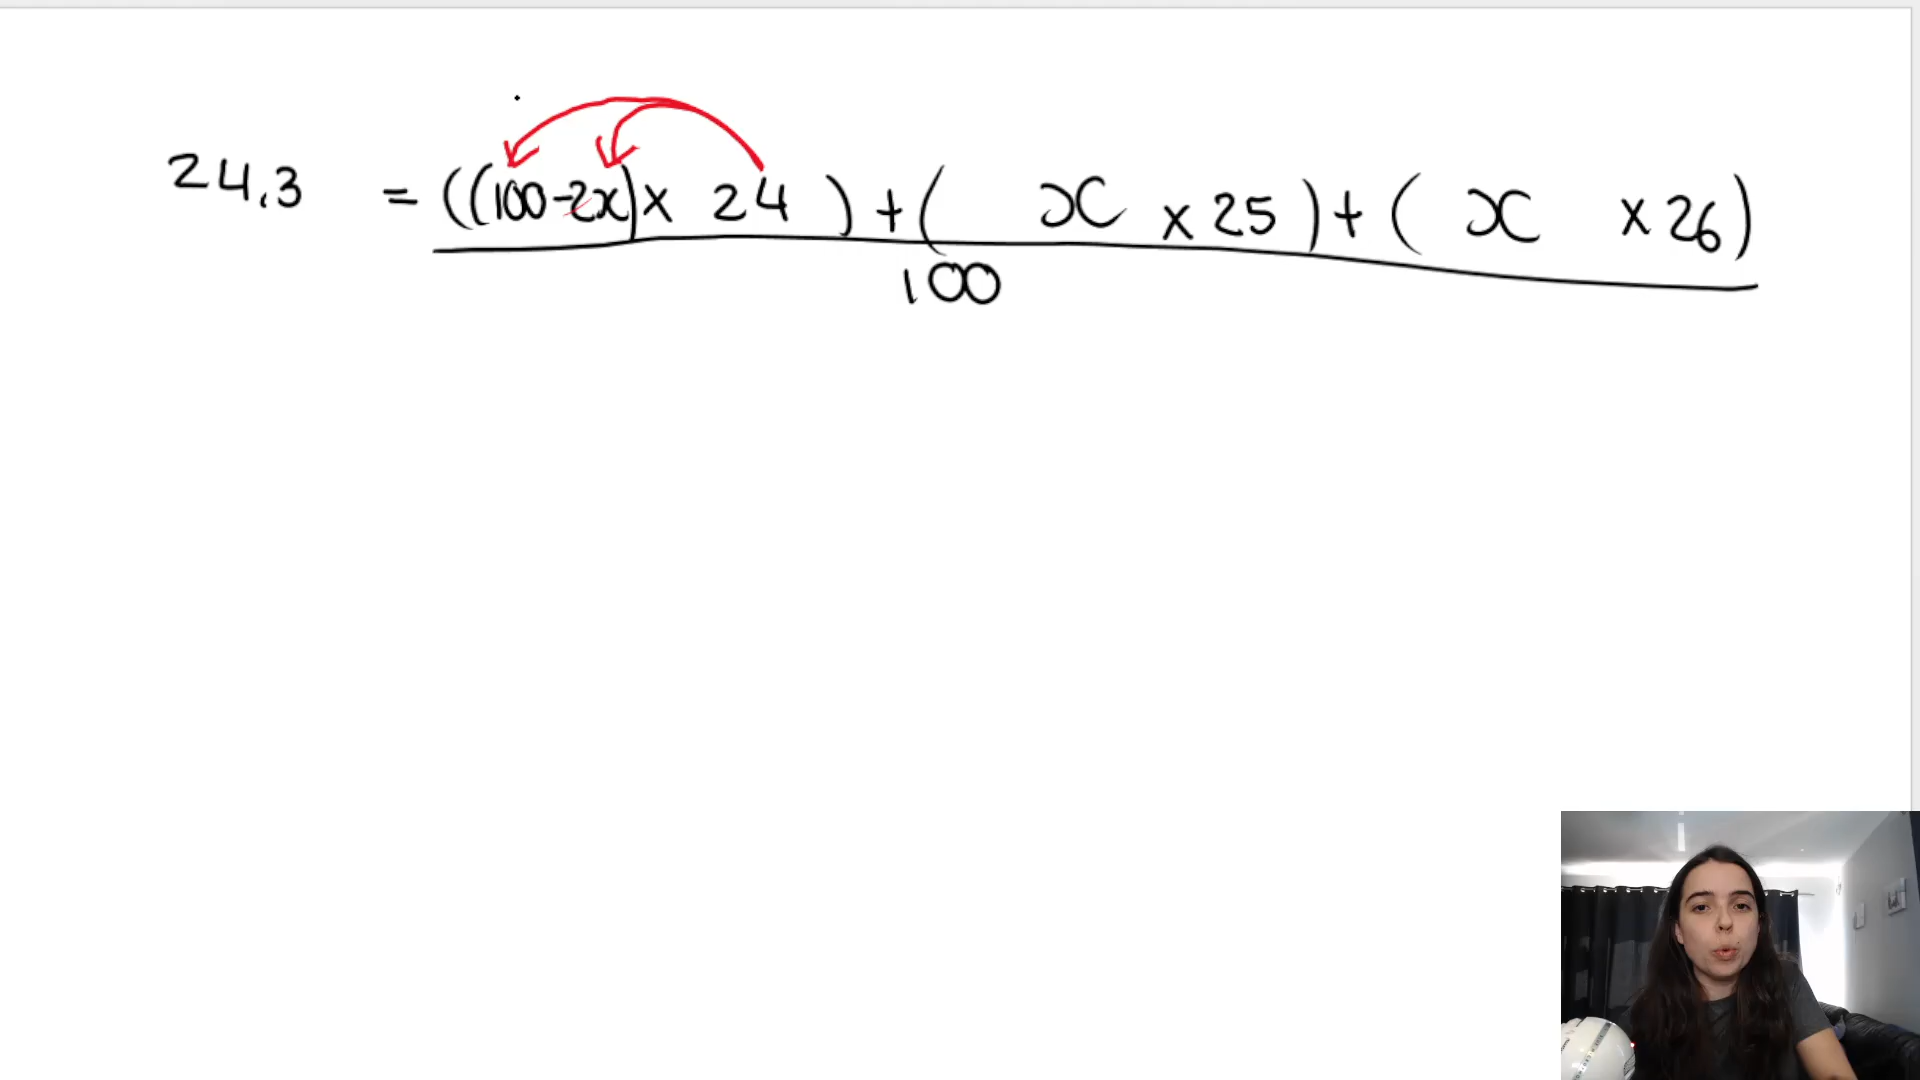 24.3 = ((100-2x) x 24 ) + ( x x 25 ) + ( x x 26)
100